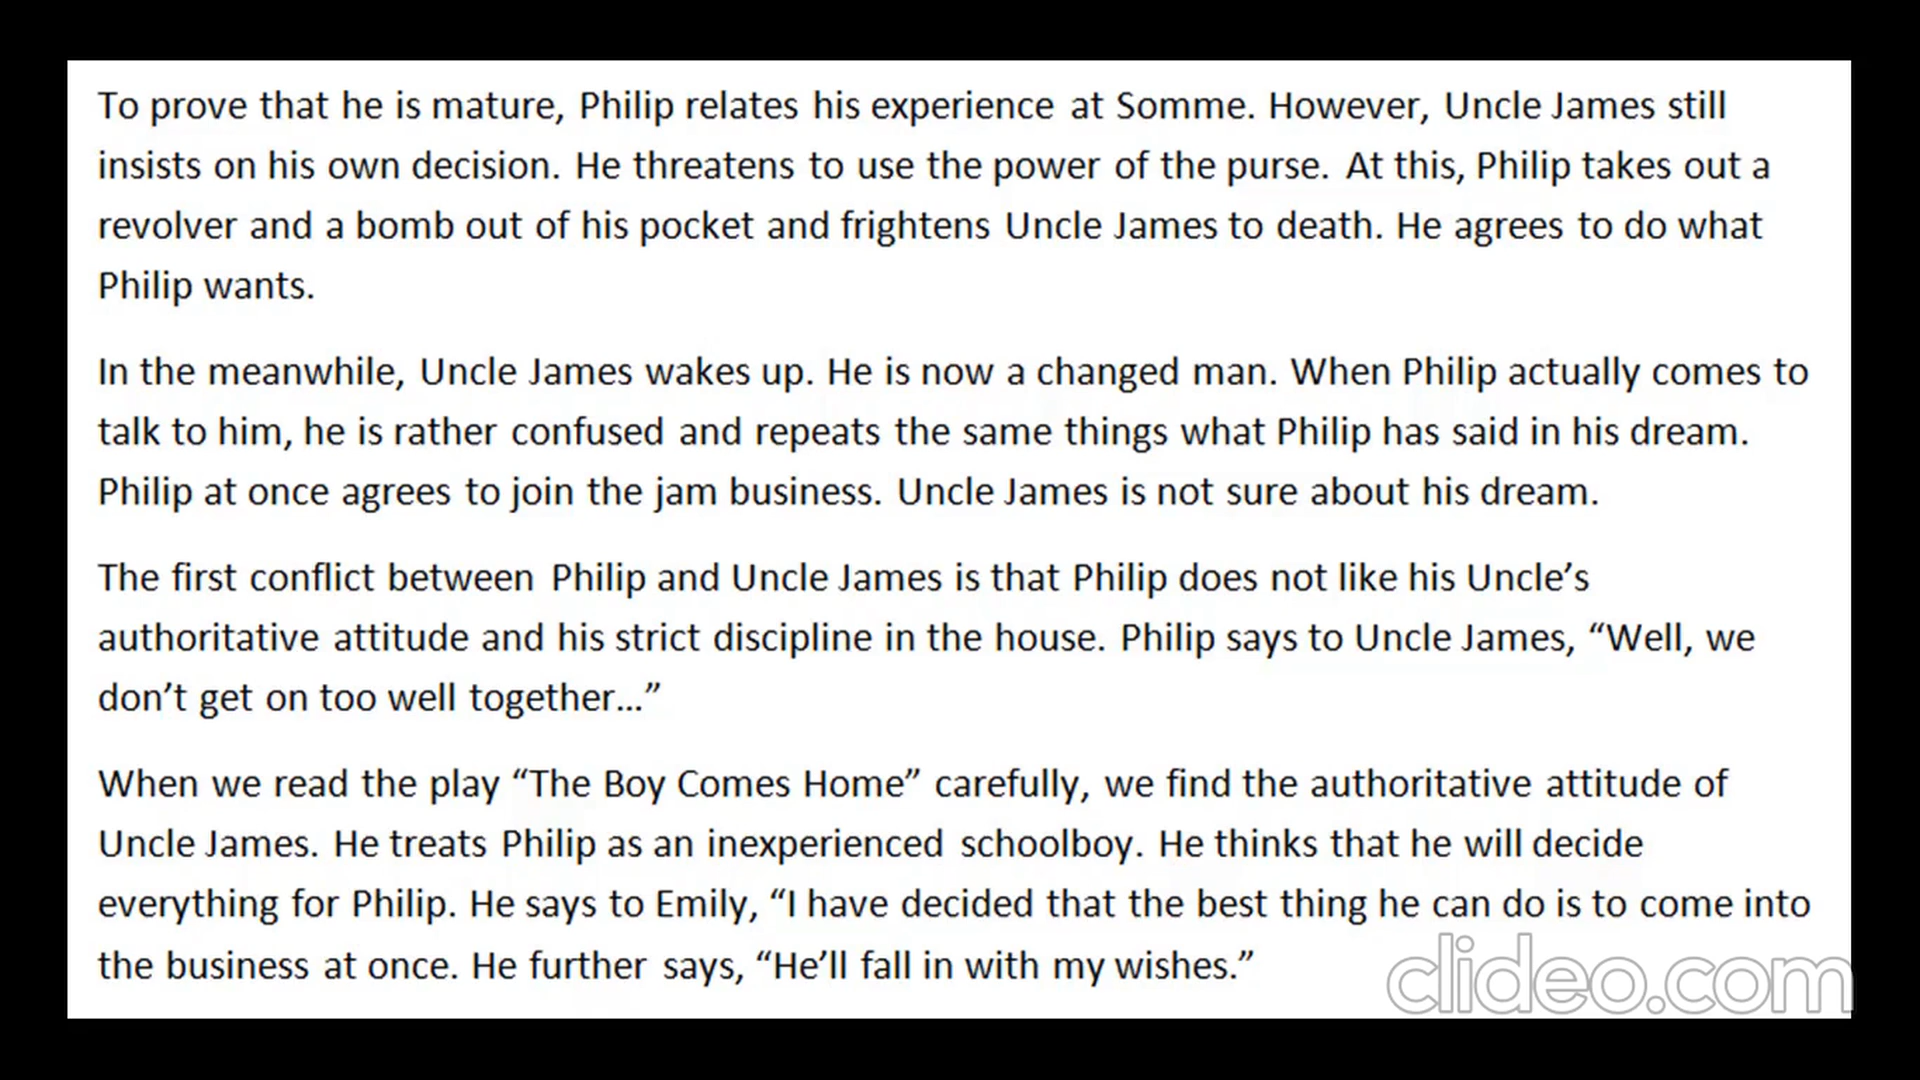 To prove that he is mature, Philip relates his experience at Somme. However, Uncle James still
insists on his own decision. He threatens to use the power of the purse. At this, Philip takes out a
revolver and a bomb out of his pocket and frightens Uncle James to death. He agrees to do what
Philip wants.
In the meanwhile, Uncle James wakes up. He is now a changed man. When Philip actually comes to
talk to him, he is rather confused and repeats the same things what Philip has said in his dream.
Philip at once agrees to join the jam business. Uncle James is not sure about his dream.
The first conflict between Philip and Uncle James is that Philip does not like his Uncle’s
authoritative attitude and his strict discipline in the house. Philip says to Uncle James, “Well, we
don’t get on too well together…”
When we read the play “The Boy Comes Home” carefully, we find the authoritative attitude of
Uncle James. He treats Philip as an inexperienced schoolboy. He thinks that he will decide
everything for Philip. He says to Emily, “I have decided that the best thing he can do is to come into
the business at once. He further says, “He’ll fall in with my wishes.”
clideo.com